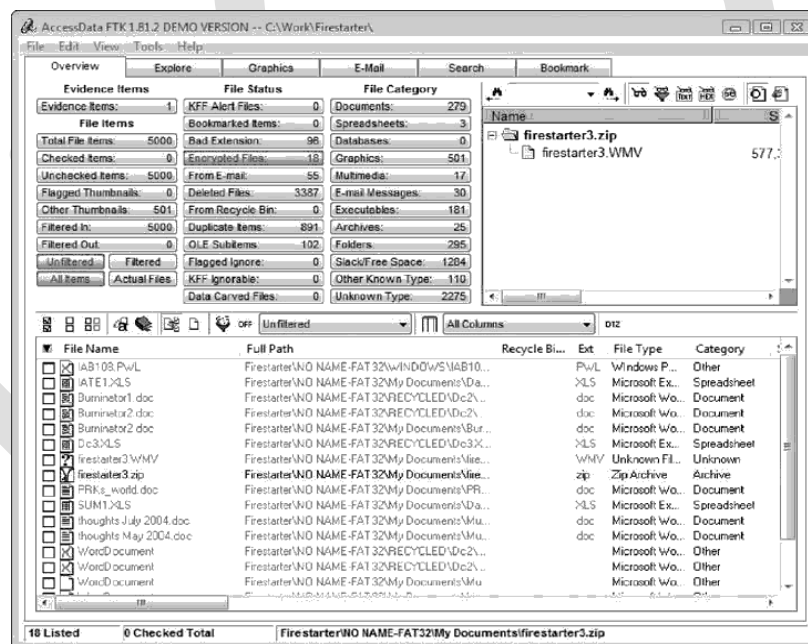 AccessData FTK 1.81.2 DEMO VERSION -- C:\Work\Firestarter\
File Edit View Tools Help
Overview Explore Graphics E-Mail Search Bookmark
Evidence Items File Status File Category
Evidence Items: 1 KFF Alert Files: 0 Documents: 279
File Items Bookmarked Items: 0 Spreadsheets: 3
Total File Items: 5000 Bad Extension: 96 Databases: 0
Checked Items: 0 Encrypted Files: 18 Graphics: 501
Unchecked Items: 5000 From E-mail: 55 Multimedia: 17
Flagged Thumbnails: 0 Deleted Files: 3387 E-mail Messages: 30
Other Thumbnails: 501 From Recycle Bin: 0 Executables: 181
Filtered In: 5000 Duplicate Items: 891 Archives: 25
Filtered Out: 0 OLE Subitems: 102 Folders: 295
Unfiltered Filtered Flagged Ignore: 0 Slack/Free Space: 1284
All Items Actual Files KFF Ignorable: 0 Other Known Type: 110
Data Carved Files: 0 Unknown Type: 2275
Name S
firestarter3.zip
firestarter3.WMV 577,
OFF Unfiltered All Columns DTZ
File Name Full Path Recycle Bi... Ext File Type Category
IAB108.PWL Firestarter\NO NAME-FAT32\WINDOWS\IAB10... PWL Windows P... Other
IATE1.XLS Firestarter\NO NAME-FAT32\My Documents\Da... XLS Microsoft Ex... Spreadsheet
Burninator1.doc Firestarter\NO NAME-FAT32\RECYCLED\Dc2\... doc Microsoft Wo... Document
Burninator2.doc Firestarter\NO NAME-FAT32\RECYCLED\Dc2\... doc Microsoft Wo... Document
Burninator2.doc Firestarter\NO NAME-FAT32\My Documents\Bur... doc Microsoft Wo... Document
Dc3.XLS Firestarter\NO NAME-FAT32\RECYCLED\Dc3.X... XLS Microsoft Ex... Spreadsheet
firestarter3.WMV Firestarter\NO NAME-FAT32\My Documents\fire... WMV Unknown Fil... Unknown
firestarter3.zip Firestarter\NO NAME-FAT32\My Documents\fire... zip Zip Archive Archive
PRKs_world.doc Firestarter\NO NAME-FAT32\My Documents\PR... doc Microsoft Wo... Document
SUM1.XLS Firestarter\NO NAME-FAT32\My Documents\Da... XLS Microsoft Ex... Spreadsheet
thoughts July 2004.doc Firestarter\NO NAME-FAT32\My Documents\Mu... doc Microsoft Wo... Document
thoughts May 2004.doc Firestarter\NO NAME-FAT32\My Documents\Mu... doc Microsoft Wo... Document
WordDocument Firestarter\NO NAME-FAT32\RECYCLED\Dc2\... Microsoft Wo... Other
WordDocument Firestarter\NO NAME-FAT32\RECYCLED\Dc2\... Microsoft Wo... Other
WordDocument Firestarter\NO NAME-FAT32\My Documents\Mu Microsoft Wo... Other
18 Listed 0 Checked Total Firestarter\NO NAME-FAT32\My Documents\firestarter3.zip